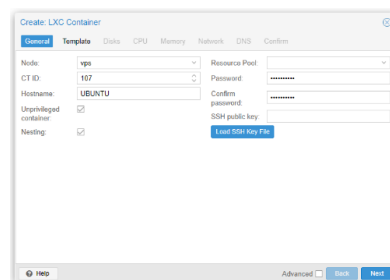 Create: LXC Container
General Template Disks CPU Memory Network DNS Confirm
Node: vps
CT ID: 107
Hostname: UBUNTU
Unprivileged container:
Nesting:
Resource Pool:
Password: ••••••••••
Confirm password: ••••••••••
SSH public key:
Load SSH Key File
Help
Advanced
Back
Next